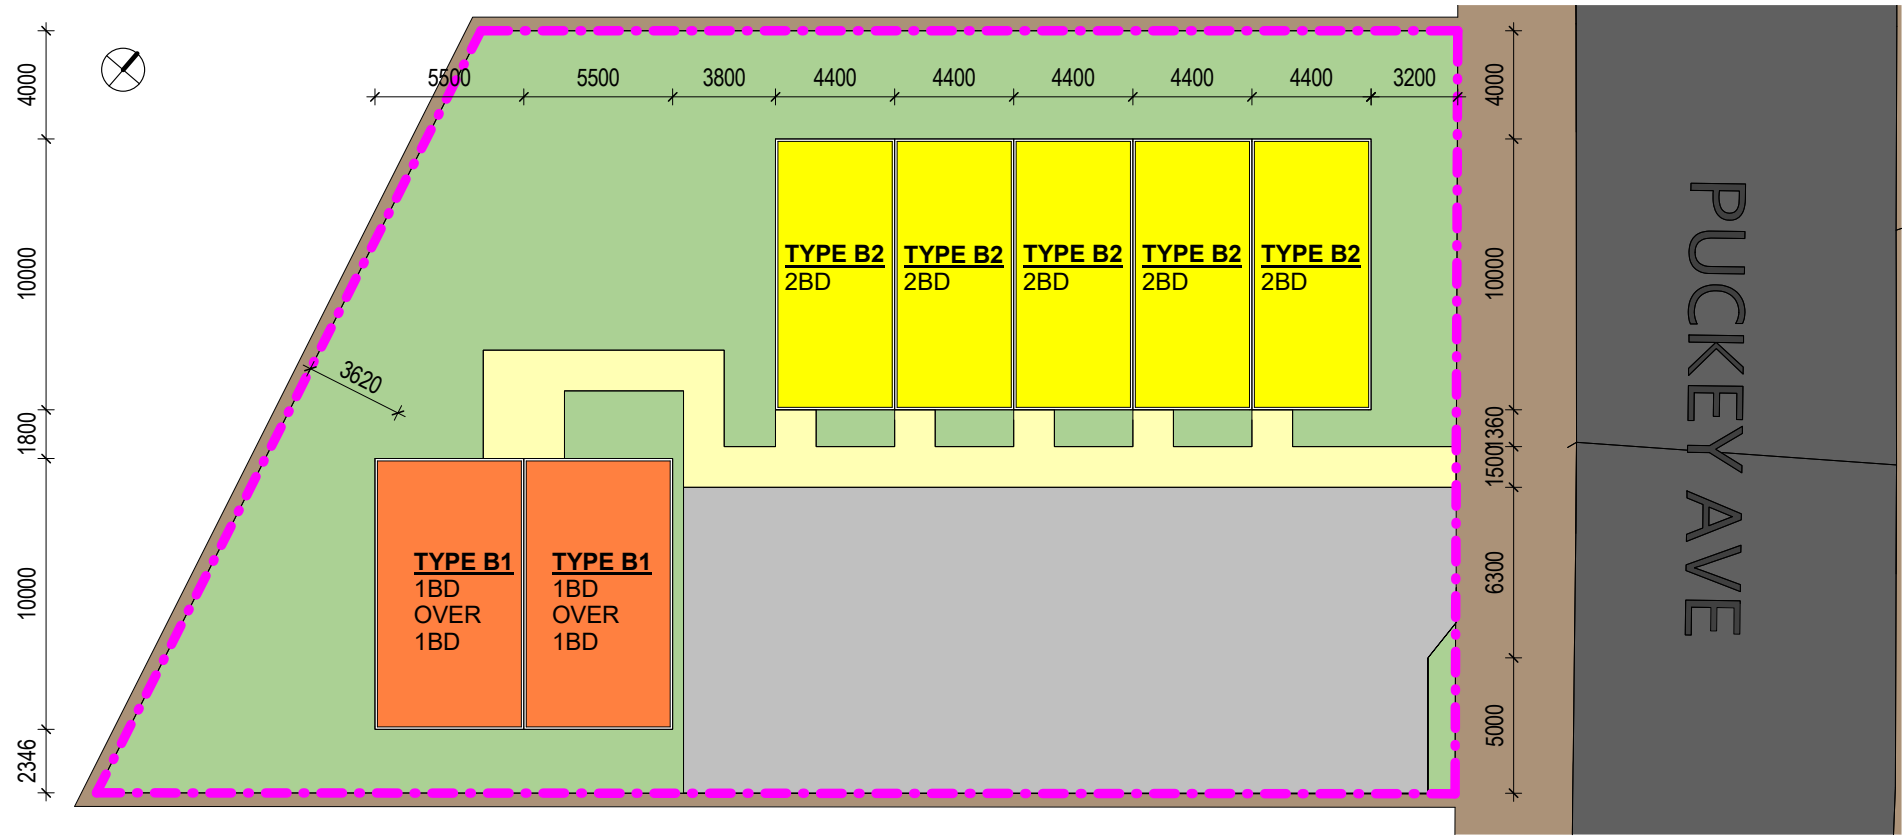 5500 5500 3800 4400 4400 4400 4400 4400 3200
4000
10000
1800
10000
2346
3620
TYPE B2
2BD
TYPE B2
2BD
TYPE B2
2BD
TYPE B2
2BD
TYPE B2
2BD
TYPE B1
1BD
OVER
1BD
TYPE B1
1BD
OVER
1BD
4000
10000
1360
1500
6300
5000
PUCKEY AVE